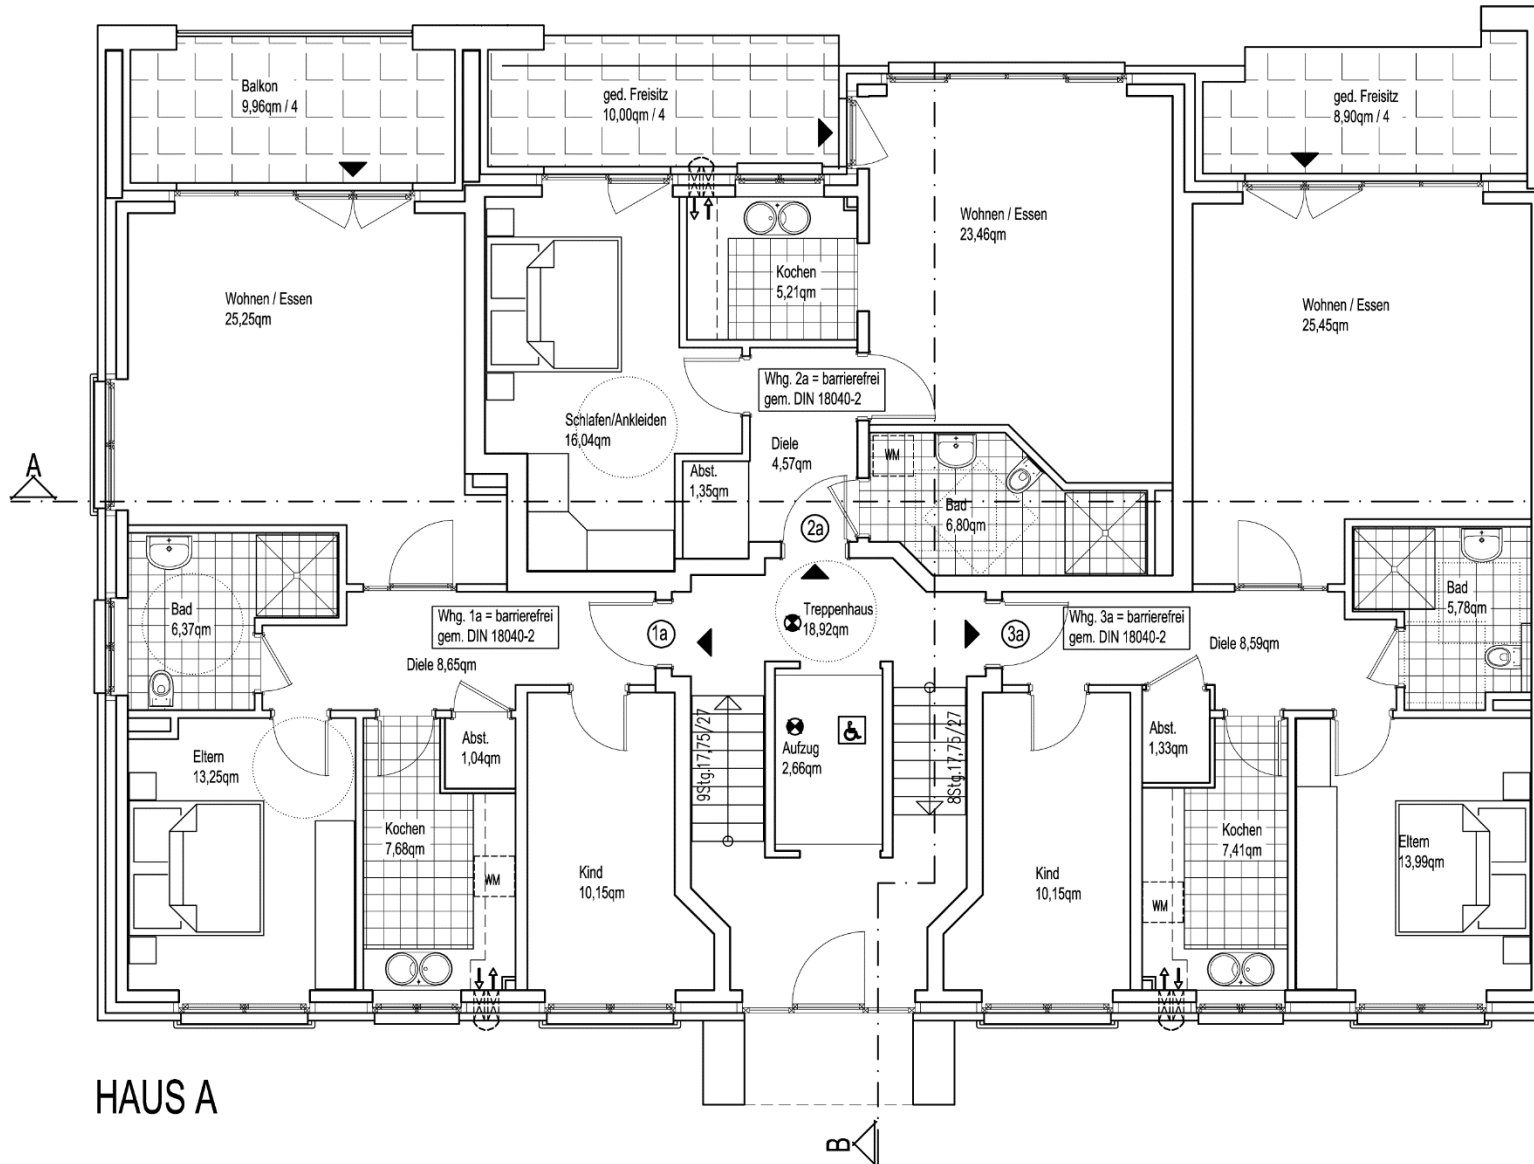 Balkon
9,96qm / 4
ged. Freisitz
10,00qm / 4
ged. Freisitz
8,90qm / 4
Wohnen / Essen
23,46qm
Kochen
5,21qm
Wohnen / Essen
25,25qm
Wohnen / Essen
25,45qm
Whg. 2a = barrierefrei
gem. DIN 18040-2
Schlafen/Ankleiden
16,04qm
Diele
4,57qm
WM
Abst.
1,35qm
A
Bad
6,80qm
2a
Bad
6,37qm
Whg. 1a = barrierefrei
gem. DIN 18040-2
1a
Treppenhaus
18,92qm
3a
Whg. 3a = barrierefrei
gem. DIN 18040-2
Bad
5,78qm
Diele 8,65qm
Diele 8,59qm
Eltern
13,25qm
Abst.
1,04qm
9Stg.17,75/27
Aufzug
2,66qm
8Stg.17,75/27
Abst.
1,33qm
Kochen
7,68qm
WM
Kind
10,15qm
Kind
10,15qm
Kochen
7,41qm
WM
Eltern
13,99qm
HAUS A
B